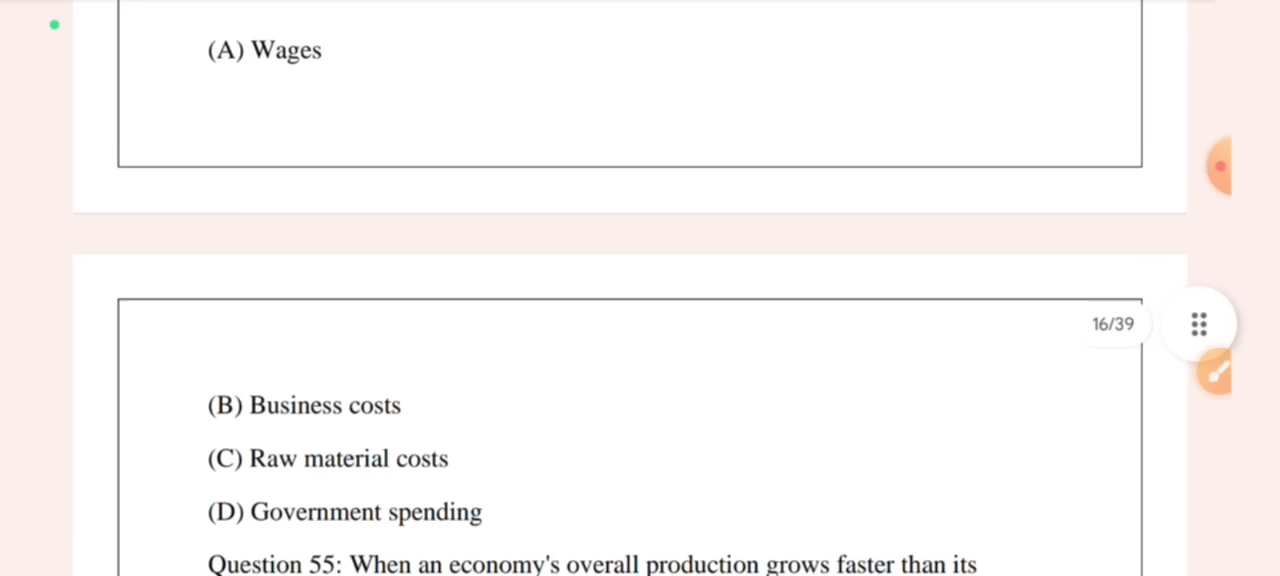 (A) Wages
16/39
(B) Business costs
(C) Raw material costs
(D) Government spending
Question 55: When an economy's overall production grows faster than its